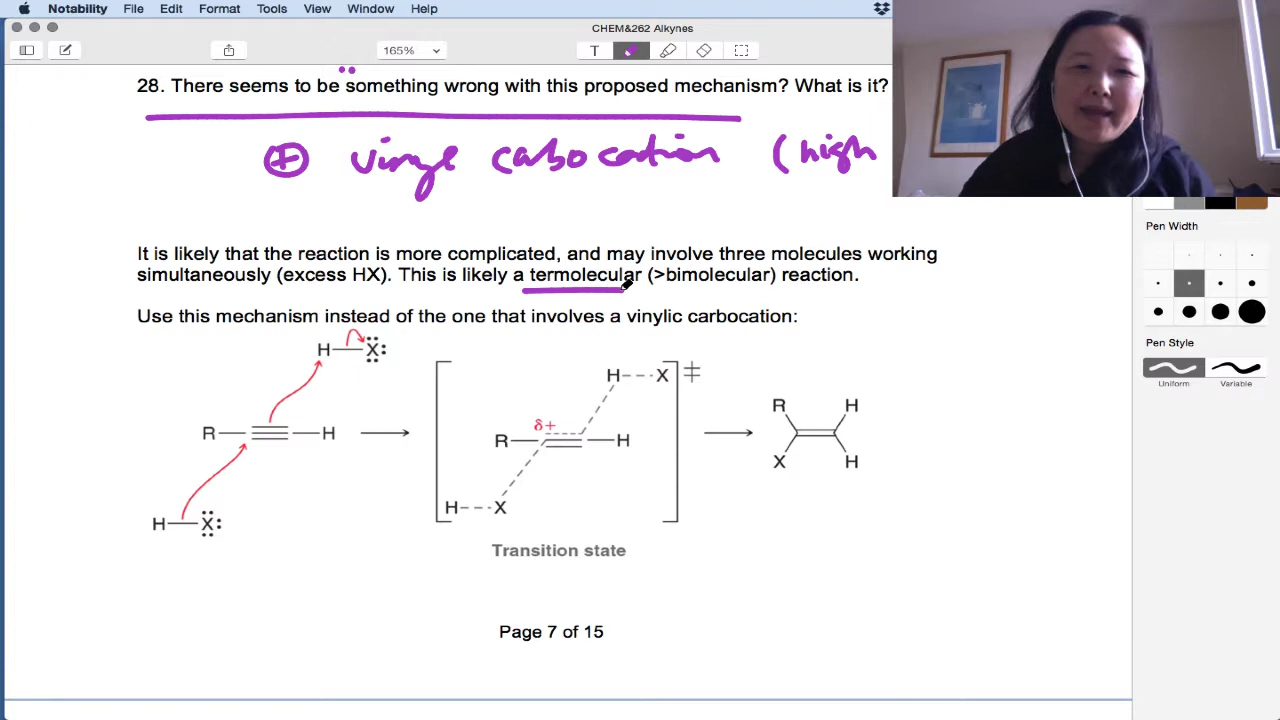 Notability File Edit Format Tools View Window Help
CHEM&262 Alkynes
165%
T
28. There seems to be something wrong with this proposed mechanism? What is it?
⊕ vinyl carbocation (high
Pen Width
It is likely that the reaction is more complicated, and may involve three molecules working
simultaneously (excess HX). This is likely a termolecular (>bimolecular) reaction.
Use this mechanism instead of the one that involves a vinylic carbocation:
Pen Style
Uniform Variable
H—X
R—≡—H
H—X
H---X
δ+
R H
H---X
‡
R H
X H
Transition state
Page 7 of 15